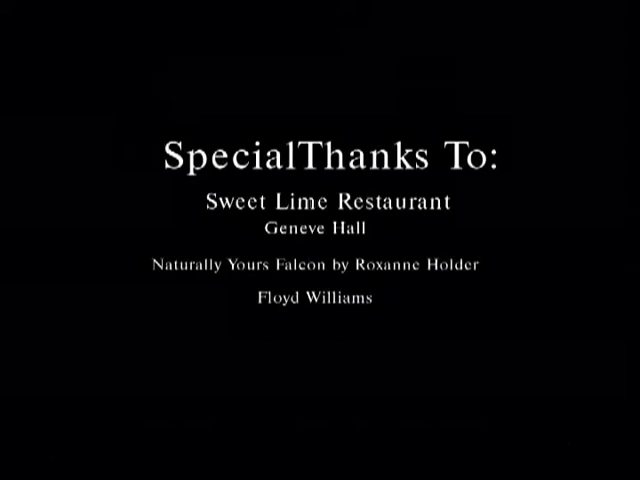 SpecialThanks To:
Sweet Lime Restaurant
Geneve Hall
Naturally Yours Falcon by Roxanne Holder
Floyd Williams